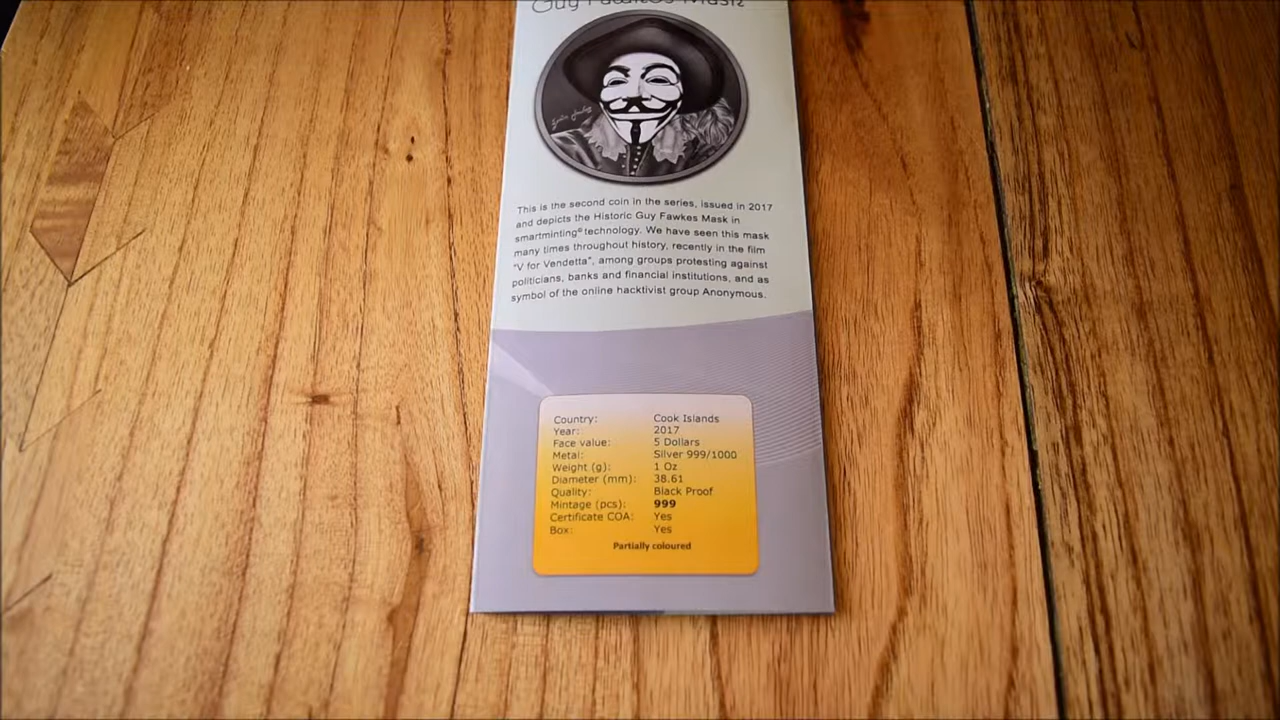 Guy Fawkes Mask
This is the second coin in the series, issued in 2017
and depicts the Historic Guy Fawkes Mask in
smartminting© technology. We have seen this mask
many times throughout history, recently in the film
"V for Vendetta", among groups protesting against
politicians, banks and financial institutions, and as
symbol of the online hacktivist group Anonymous.
Country: Cook Islands
Year: 2017
Face value: 5 Dollars
Metal: Silver 999/1000
Weight (g): 1 Oz
Diameter (mm): 38.61
Quality: Black Proof
Mintage (pcs): 999
Certificate COA: Yes
Box: Yes
Partially coloured